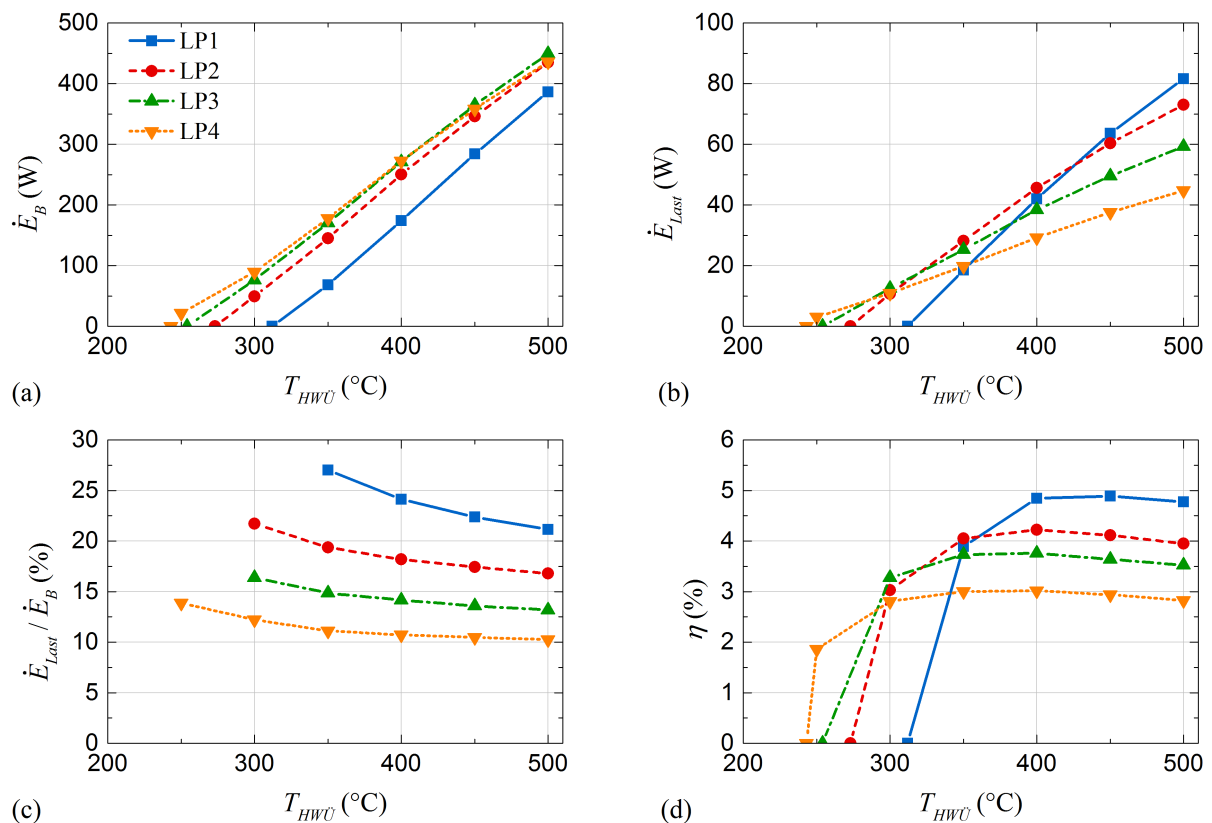 500
400
300
200
100
0
LP1
LP2
LP3
LP4
Ė_B (W)
200 300 400 500
T_HWÜ (°C)
(a)
100
80
60
40
20
0
Ė_Last (W)
200 300 400 500
T_HWÜ (°C)
(b)
30
25
20
15
10
5
0
Ė_Last / Ė_B (%)
200 300 400 500
T_HWÜ (°C)
(c)
6
5
4
3
2
1
0
η (%)
200 300 400 500
T_HWÜ (°C)
(d)